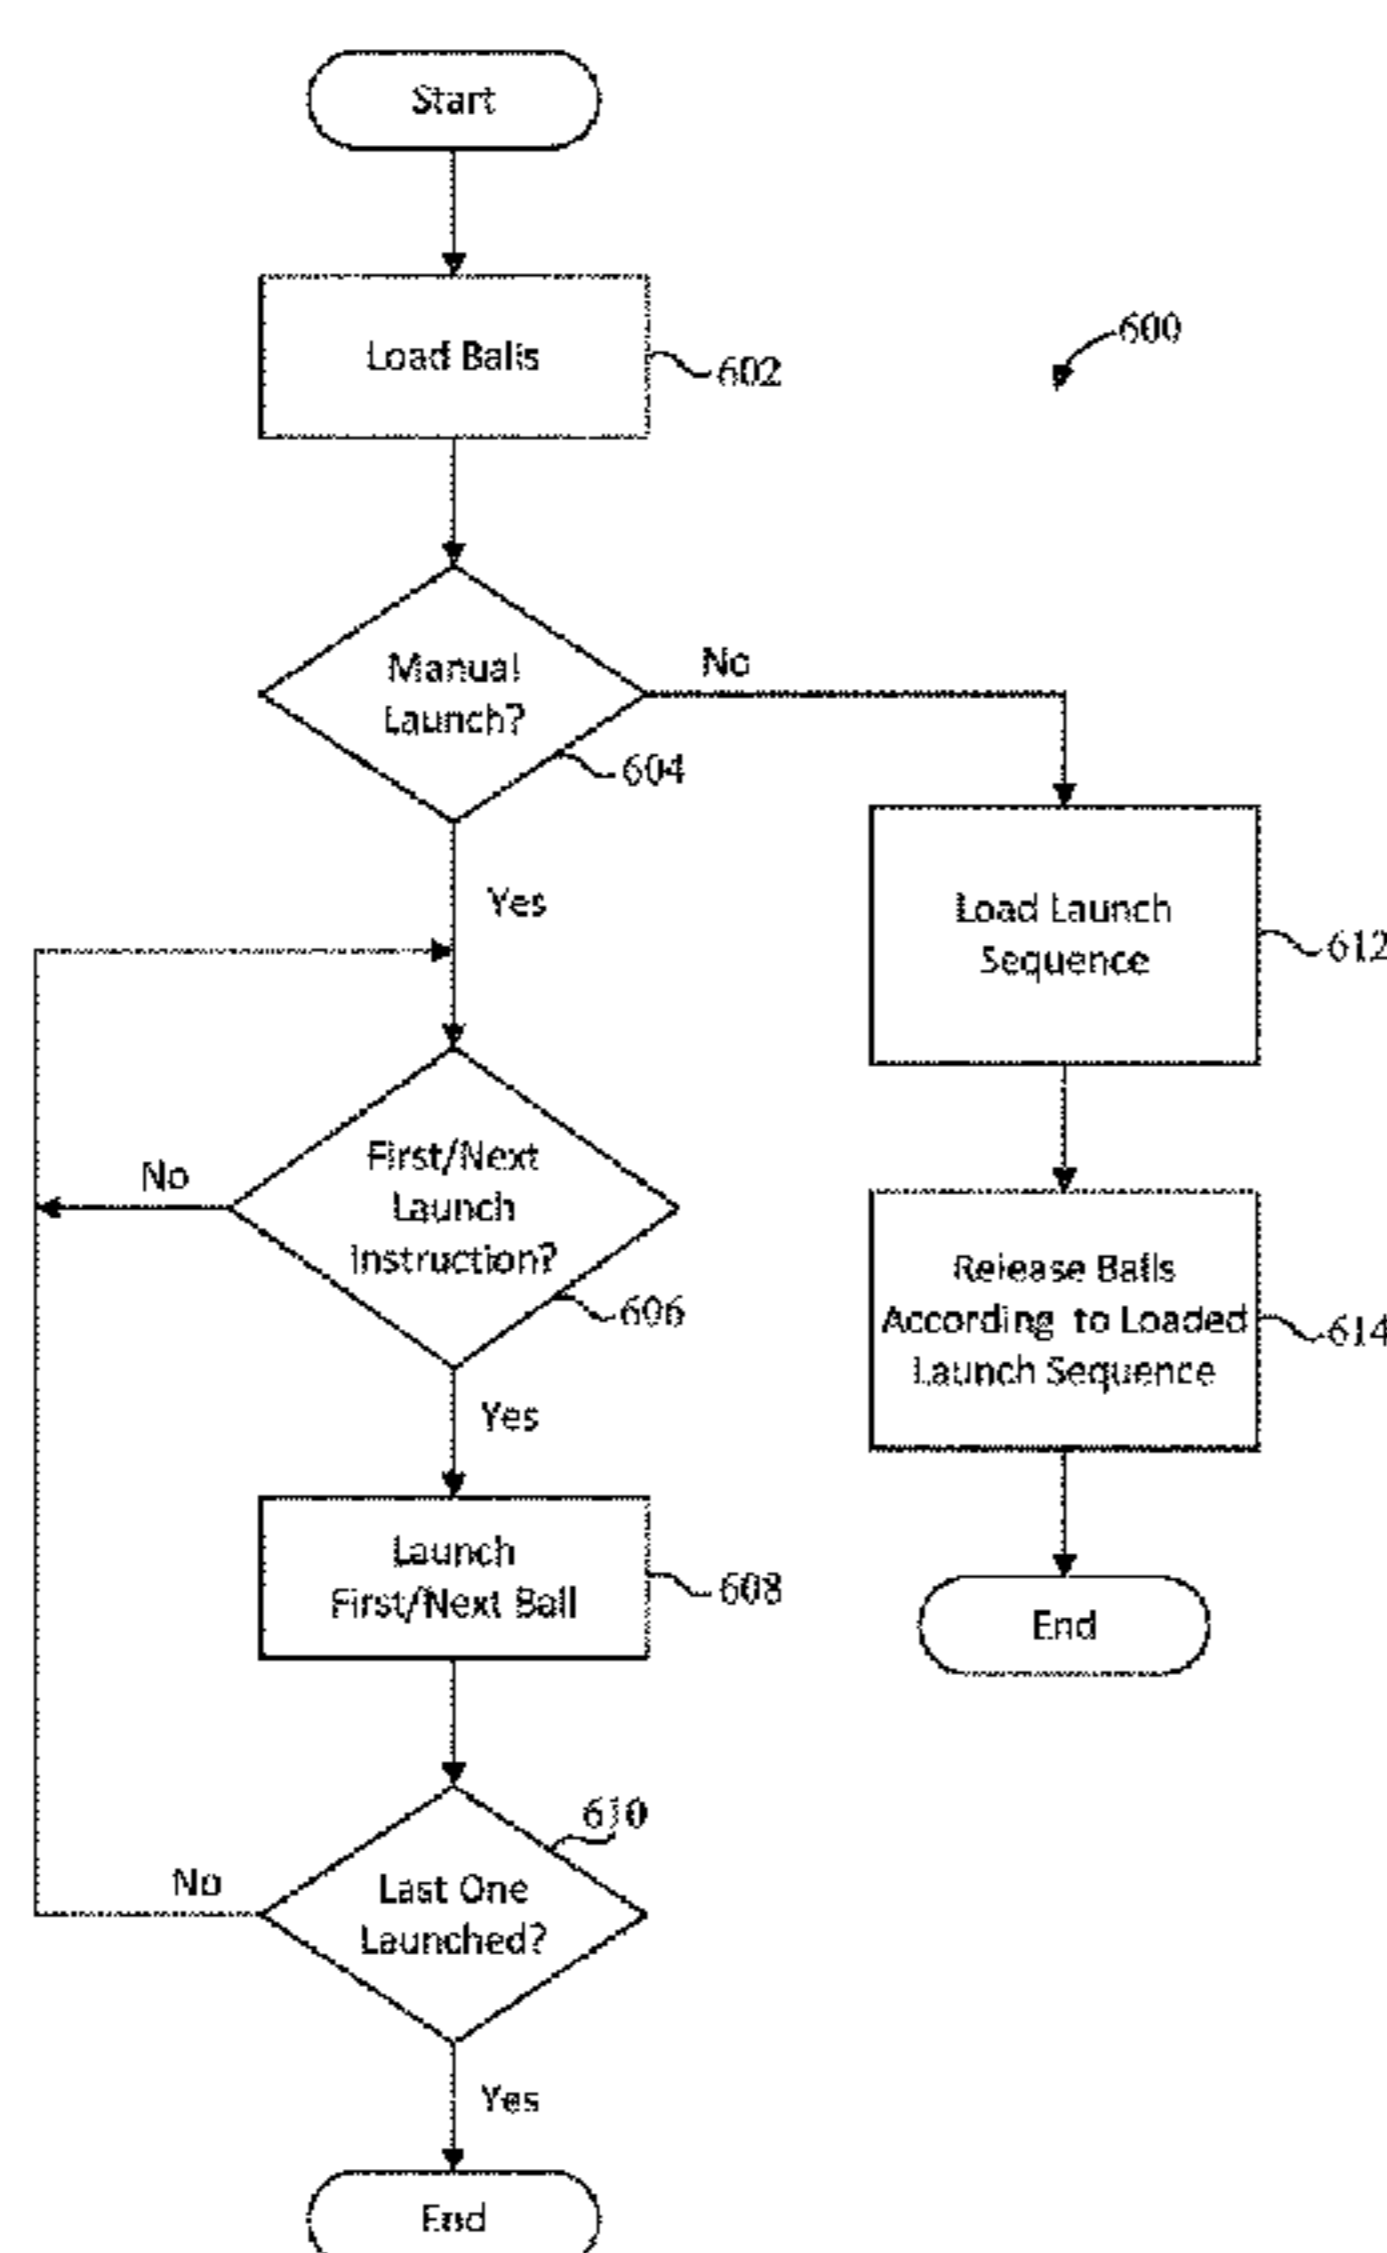 Start
Load Balls
602
600
Manual
Launch?
604
No
Yes
Load Launch
Sequence
612
First/Next
Launch
Instruction?
606
No
Yes
Release Balls
According to Loaded
Launch Sequence
614
End
Launch
First/Next Ball
608
Last One
Launched?
610
No
Yes
End